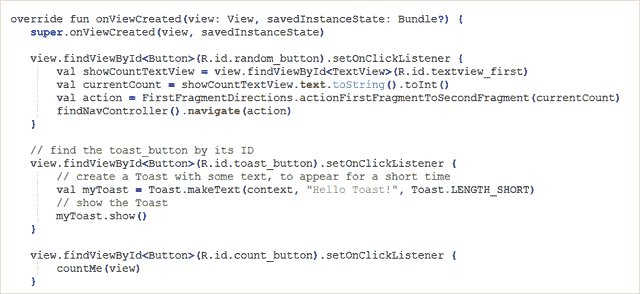 override fun onViewCreated(view: View, savedInstanceState: Bundle?) {
super.onViewCreated(view, savedInstanceState)
view.findViewById<Button>(R.id.random_button).setOnClickListener {
val showCountTextView = view.findViewById<TextView>(R.id.textview_first)
val currentCount = showCountTextView.text.toString().toInt()
val action = FirstFragmentDirections.actionFirstFragmentToSecondFragment(currentCount)
findNavController().navigate(action)
}
// find the toast_button by its ID
view.findViewById<Button>(R.id.toast_button).setOnClickListener {
// create a Toast with some text, to appear for a short time
val myToast = Toast.makeText(context, "Hello Toast!", Toast.LENGTH_SHORT)
// show the Toast
myToast.show()
}
view.findViewById<Button>(R.id.count_button).setOnClickListener {
countMe(view)
}